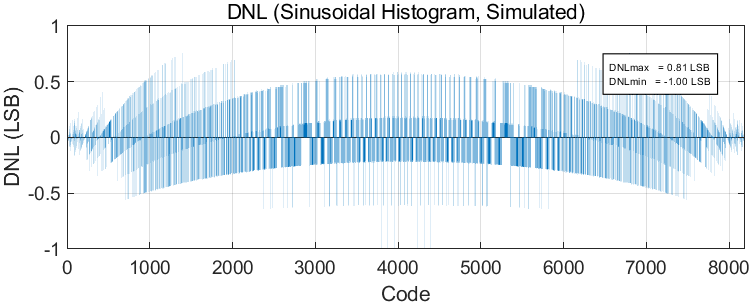 DNL (Sinusoidal Histogram, Simulated)
1
0.5
0
-0.5
-1
DNL (LSB)
DNLmax = 0.81 LSB
DNLmin = -1.00 LSB
0 1000 2000 3000 4000 5000 6000 7000 8000
Code